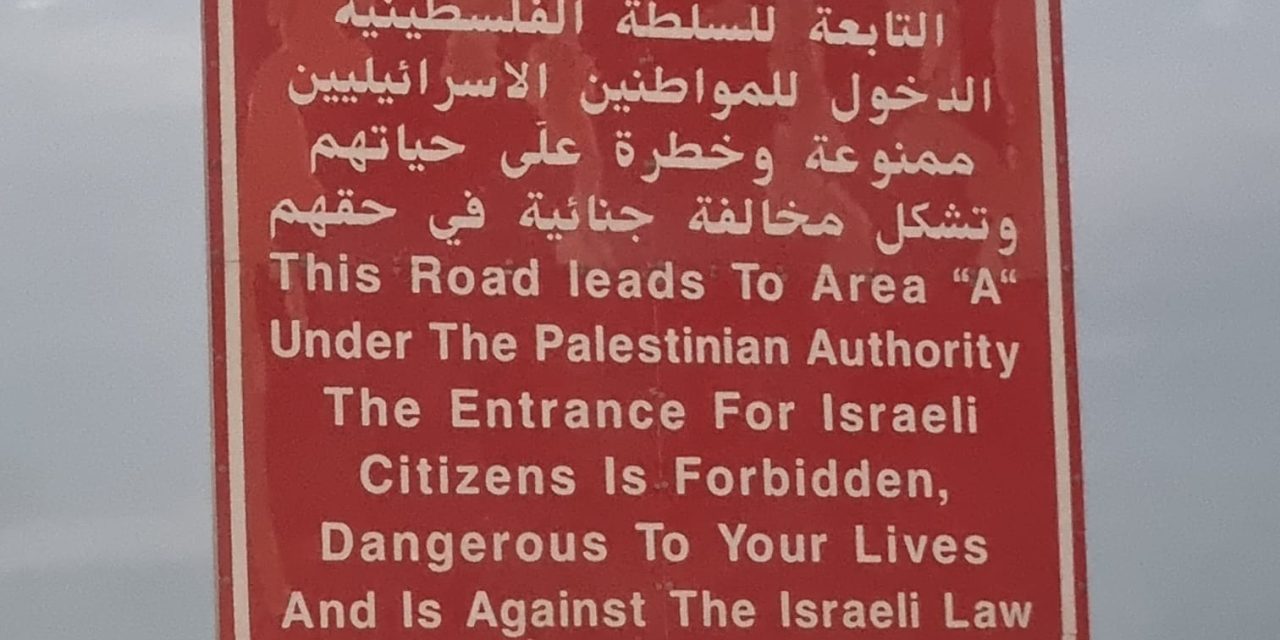 التابعة للسلطة الفلسطينية
الدخول للمواطنين الاسرائيليين
ممنوعة وخطرة على حياتهم
وتشكل مخالفة جنائية في حقهم
This Road leads To Area “A“
Under The Palestinian Authority
The Entrance For Israeli
Citizens Is Forbidden,
Dangerous To Your Lives
And Is Against The Israeli Law